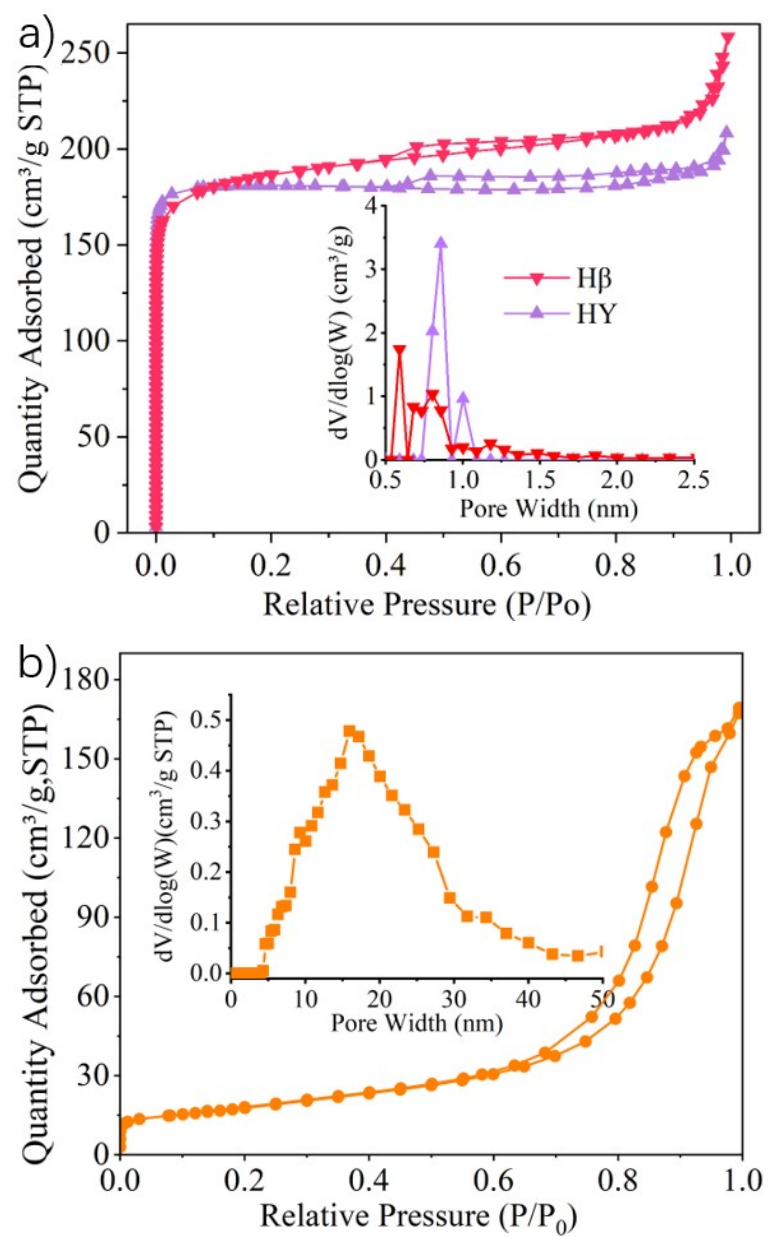 a)
Quantity Adsorbed (cm³/g STP)
250
200
150
100
50
0
0.0 0.2 0.4 0.6 0.8 1.0
Relative Pressure (P/Po)
dV/dlog(W) (cm³/g)
4
3
2
1
0
0.5 1.0 1.5 2.0 2.5
Pore Width (nm)
Hβ
HY
b)
Quantity Adsorbed (cm³/g,STP)
180
150
120
90
60
30
0
0.0 0.2 0.4 0.6 0.8 1.0
Relative Pressure (P/P₀)
dV/dlog(W)(cm³/g STP)
0.5
0.4
0.3
0.2
0.1
0.0
0 10 20 30 40 50
Pore Width (nm)